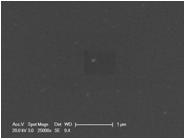 Acc.V Spot Magn Det WD 1 µm
20.0 kV 3.0 25000x SE 9.4